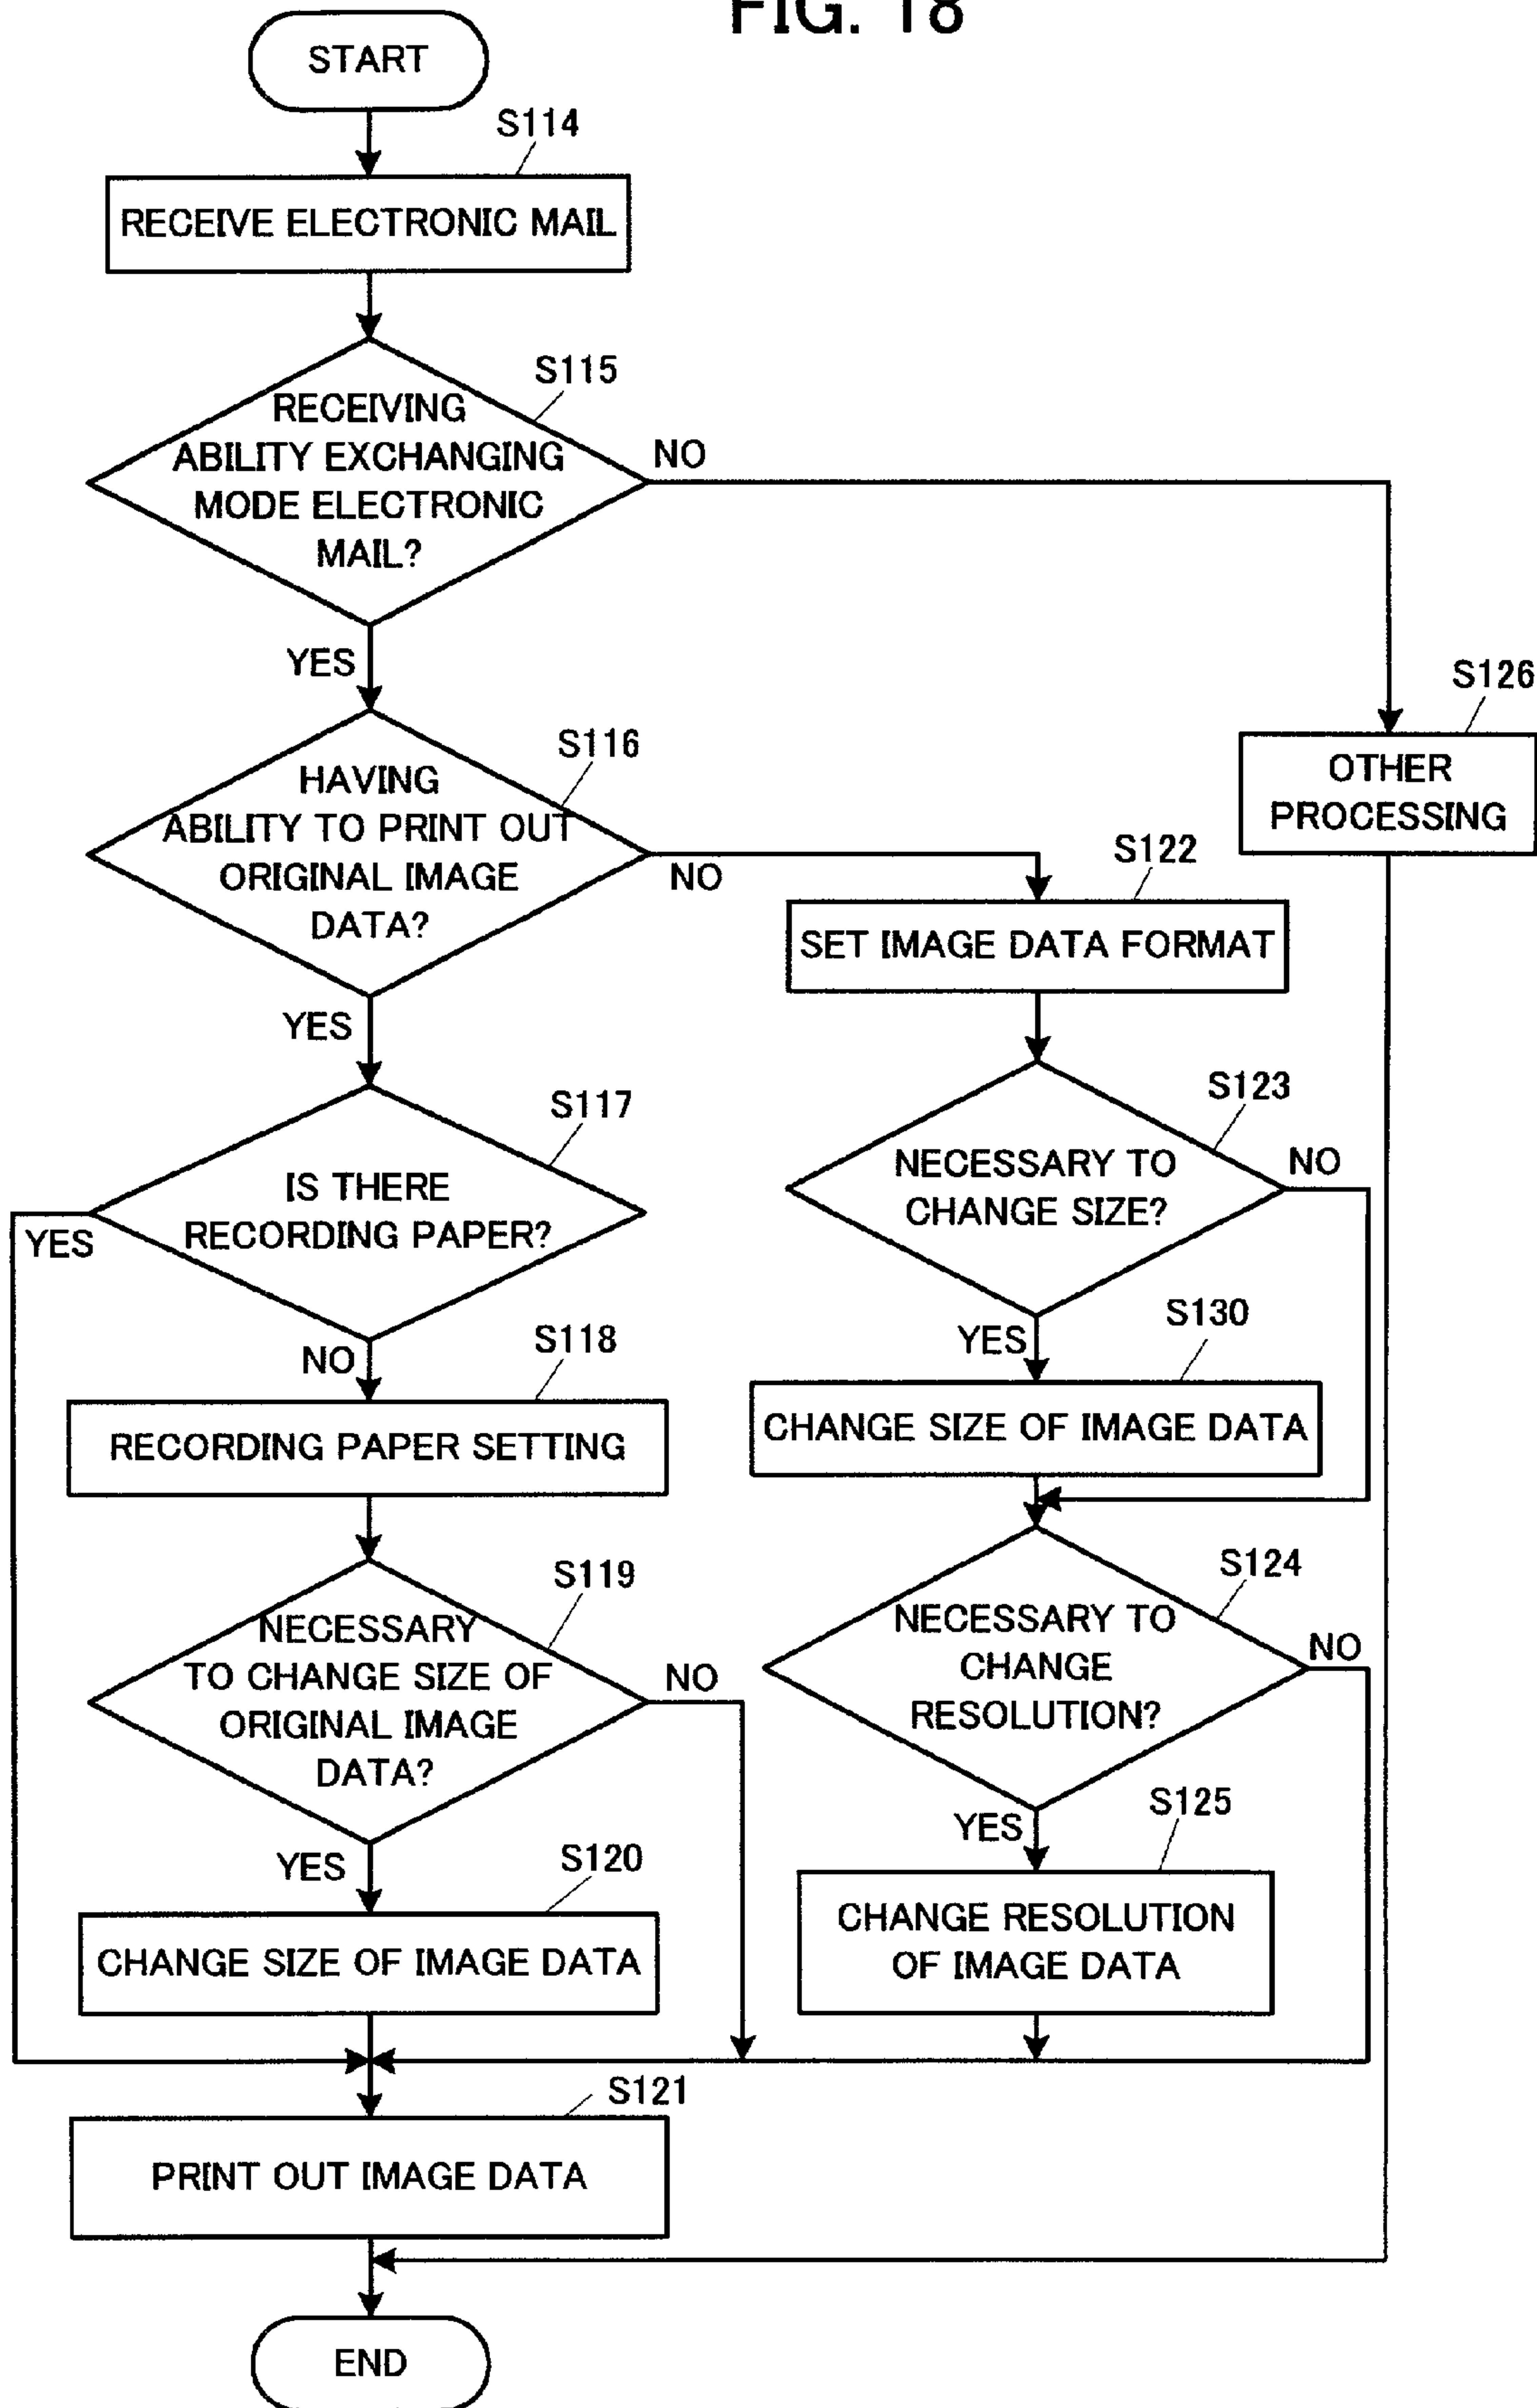 FIG. 18
START
S114
RECEIVE ELECTRONIC MAIL
S115
RECEIVING
ABILITY EXCHANGING
MODE ELECTRONIC
MAIL?
NO
YES
S116
HAVING
ABILITY TO PRINT OUT
ORIGINAL IMAGE
DATA?
NO
YES
S126
OTHER
PROCESSING
S122
SET IMAGE DATA FORMAT
S117
IS THERE
RECORDING PAPER?
YES
NO
S123
NECESSARY TO
CHANGE SIZE?
NO
YES
S118
RECORDING PAPER SETTING
S130
CHANGE SIZE OF IMAGE DATA
S119
NECESSARY
TO CHANGE SIZE OF
ORIGINAL IMAGE
DATA?
NO
YES
S124
NECESSARY TO
CHANGE
RESOLUTION?
NO
YES
S120
CHANGE SIZE OF IMAGE DATA
S125
CHANGE RESOLUTION
OF IMAGE DATA
S121
PRINT OUT IMAGE DATA
END